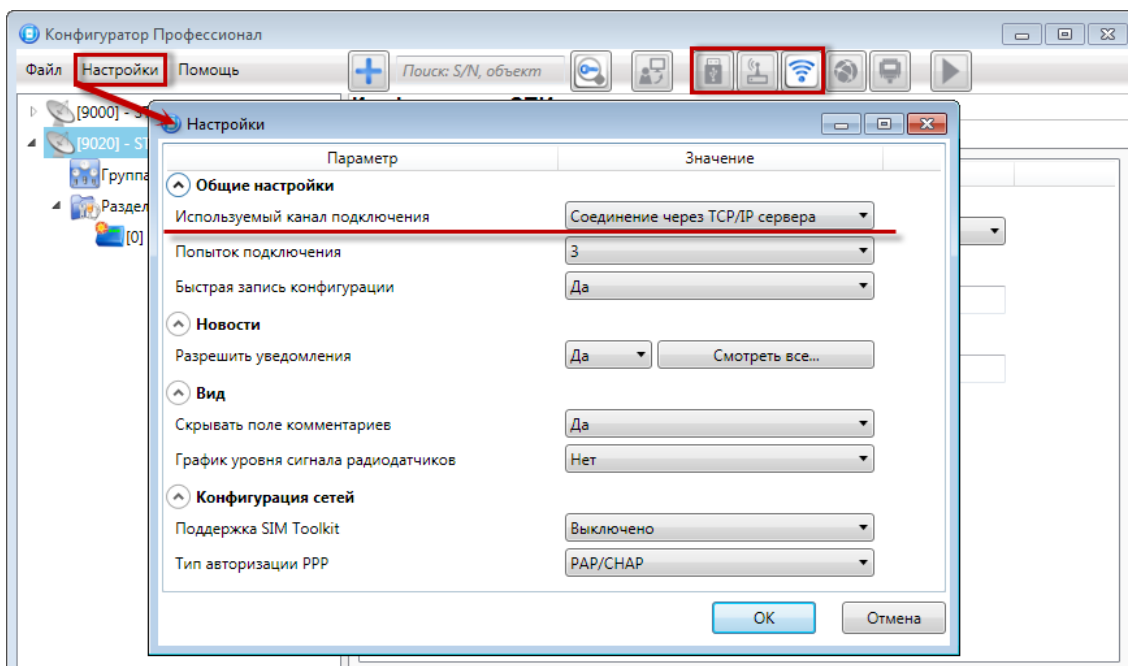 Конфигуратор Профессионал
Файл Настройки Помощь Поиск: S/N, объект
[9000] -
[9020] - ST
Группа
Раздел
[0]
Настройки
Параметр Значение
Общие настройки
Используемый канал подключения Соединение через TCP/IP сервера
Попыток подключения 3
Быстрая запись конфигурации Да
Новости
Разрешить уведомления Да Смотреть все...
Вид
Скрывать поле комментариев Да
График уровня сигнала радиодатчиков Нет
Конфигурация сетей
Поддержка SIM Toolkit Выключено
Тип авторизации PPP PAP/CHAP
OK Отмена